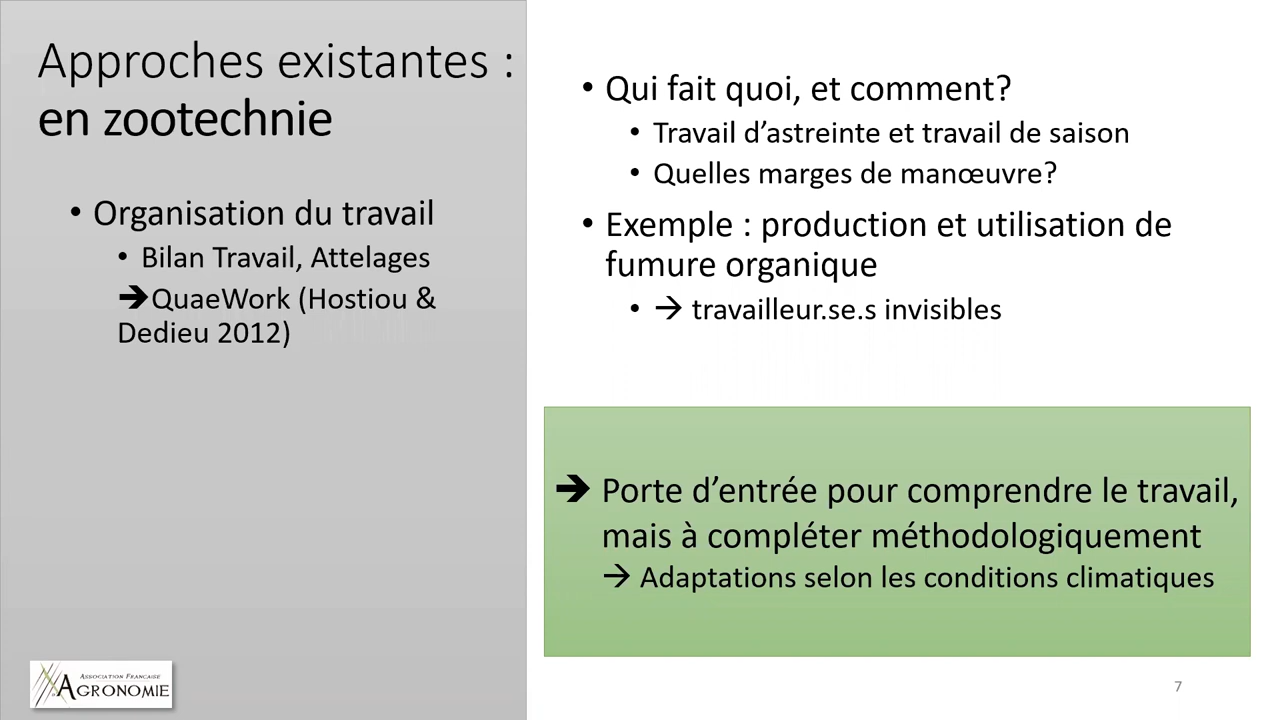 Approches existantes :
en zootechnie
• Organisation du travail
• Bilan Travail, Attelages
➔QuaeWork (Hostiou &
Dedieu 2012)
• Qui fait quoi, et comment?
• Travail d’astreinte et travail de saison
• Quelles marges de manœuvre?
• Exemple : production et utilisation de
fumure organique
• → travailleur.se.s invisibles
➔ Porte d’entrée pour comprendre le travail,
mais à compléter méthodologiquement
→ Adaptations selon les conditions climatiques
Association Française
Agronomie
7